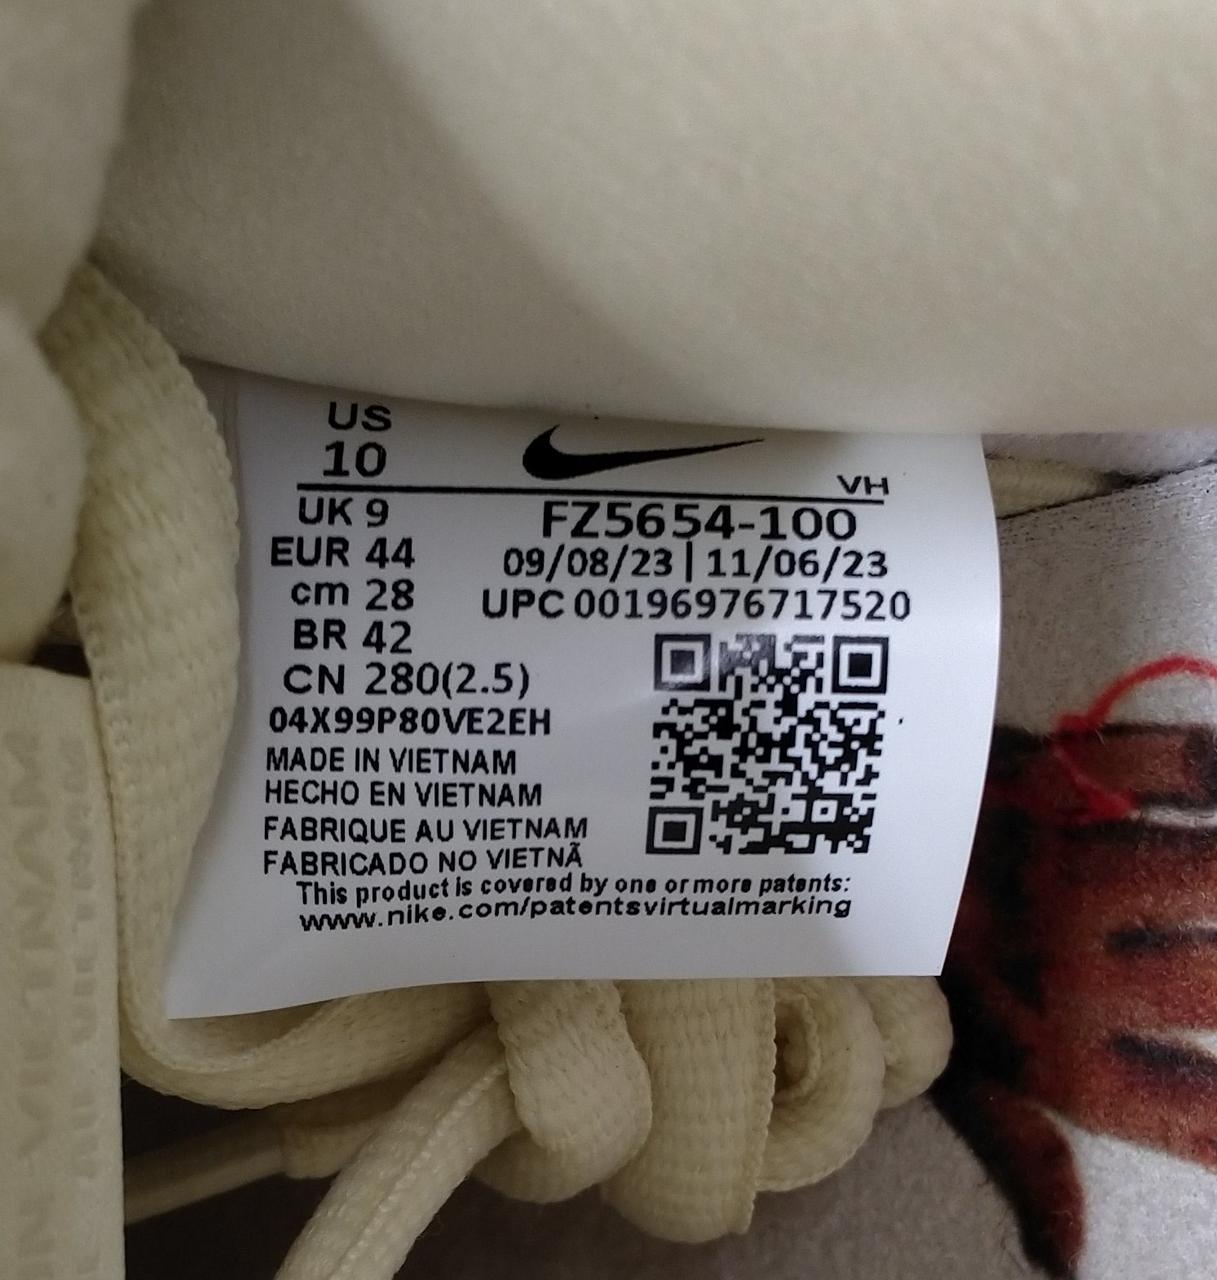 US
10
VH
UK 9
FZ5654-100
EUR 44
09/08/23 | 11/06/23
cm 28
UPC 00196976717520
BR 42
CN 280(2.5)
04X99P80VE2EH
MADE IN VIETNAM
HECHO EN VIETNAM
FABRIQUE AU VIETNAM
FABRICADO NO VIETNÃ
This product is covered by one or more patents:
www.nike.com/patentsvirtualmarking